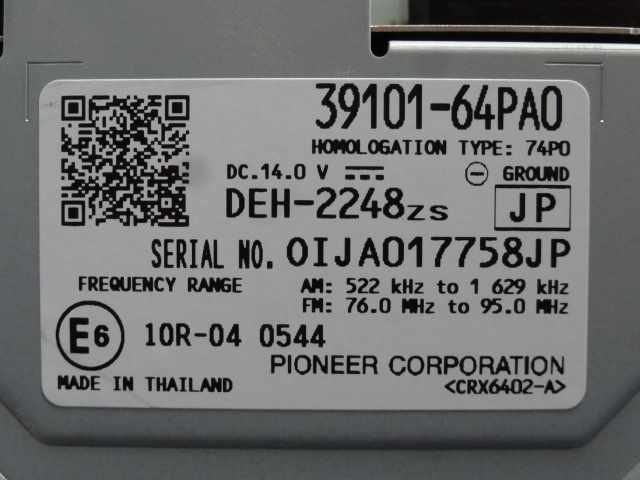 39101-64PA0
HOMOLOGATION TYPE: 74P0
DC.14.0 V
GROUND
DEH-2248ZS
JP
SERIAL NO. OIJA017758JP
FREQUENCY RANGE AM: 522 kHz to 1 629 kHz
FM: 76.0 MHz to 95.0 MHz
E6 10R-04 0544
PIONEER CORPORATION
MADE IN THAILAND
<CRX6402-A>